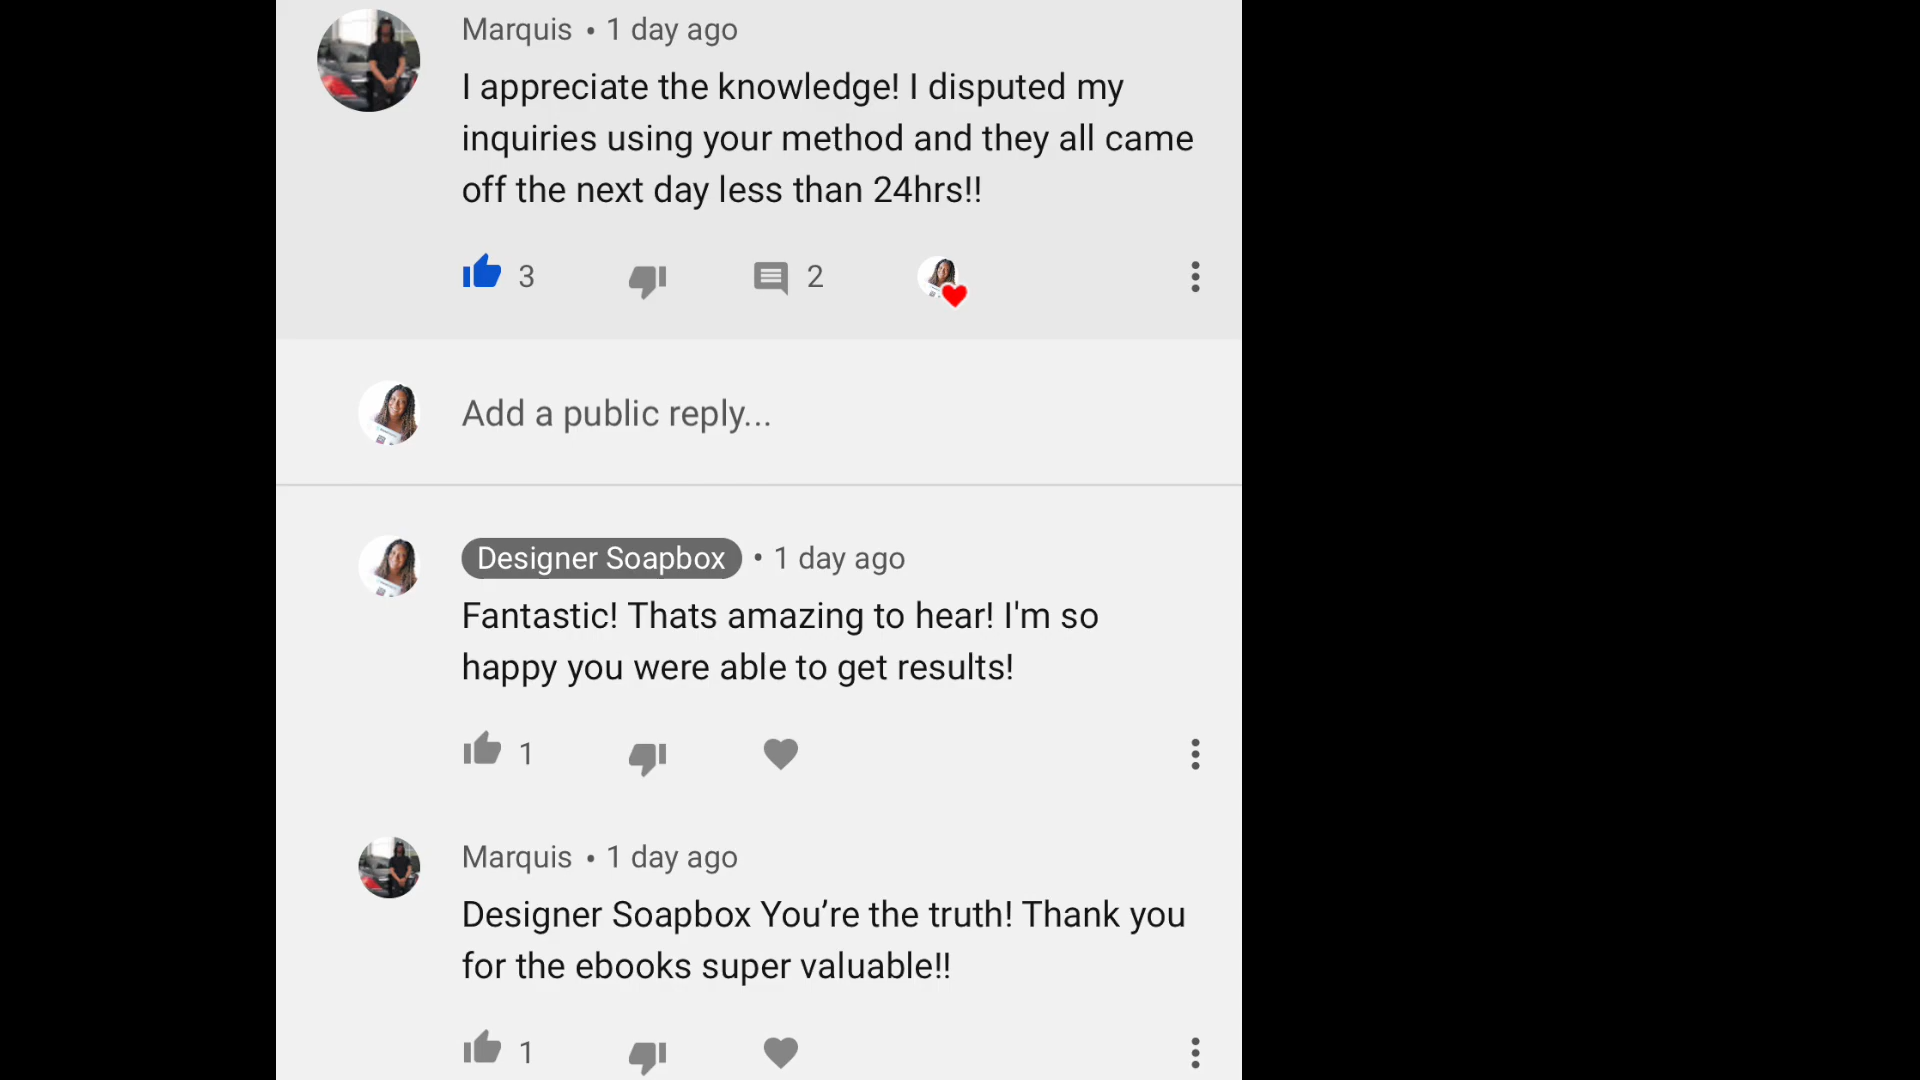 Marquis • 1 day ago
I appreciate the knowledge! I disputed my
inquiries using your method and they all came
off the next day less than 24hrs!!
3 2
Add a public reply...
Designer Soapbox • 1 day ago
Fantastic! Thats amazing to hear! I'm so
happy you were able to get results!
1
Marquis • 1 day ago
Designer Soapbox You’re the truth! Thank you
for the ebooks super valuable!!
1